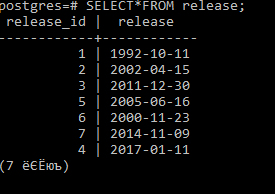 postgres=# SELECT*FROM release;
release_id | release
------------+------------
1 | 1992-10-11
2 | 2002-04-15
3 | 2011-12-30
5 | 2005-06-16
6 | 2000-11-23
7 | 2014-11-09
4 | 2017-01-11
(7 ёЄЁюъ)